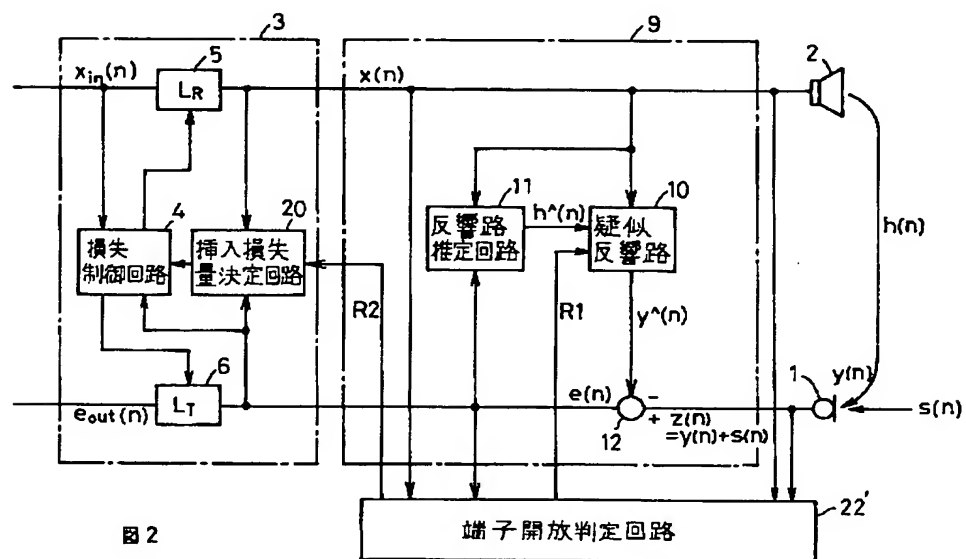 3
9
5
2
x_in(n)
L_R
x(n)
11
10
4
20
h^(n)
反響路
推定回路
疑似
反響路
h(n)
損失
制御回路
挿入損失
量決定回路
R2
R1
y^(n)
6
1
y(n)
e_out(n)
L_T
e(n)
-
+
12
z(n)
=y(n)+s(n)
s(n)
22'
端子開放判定回路
図2